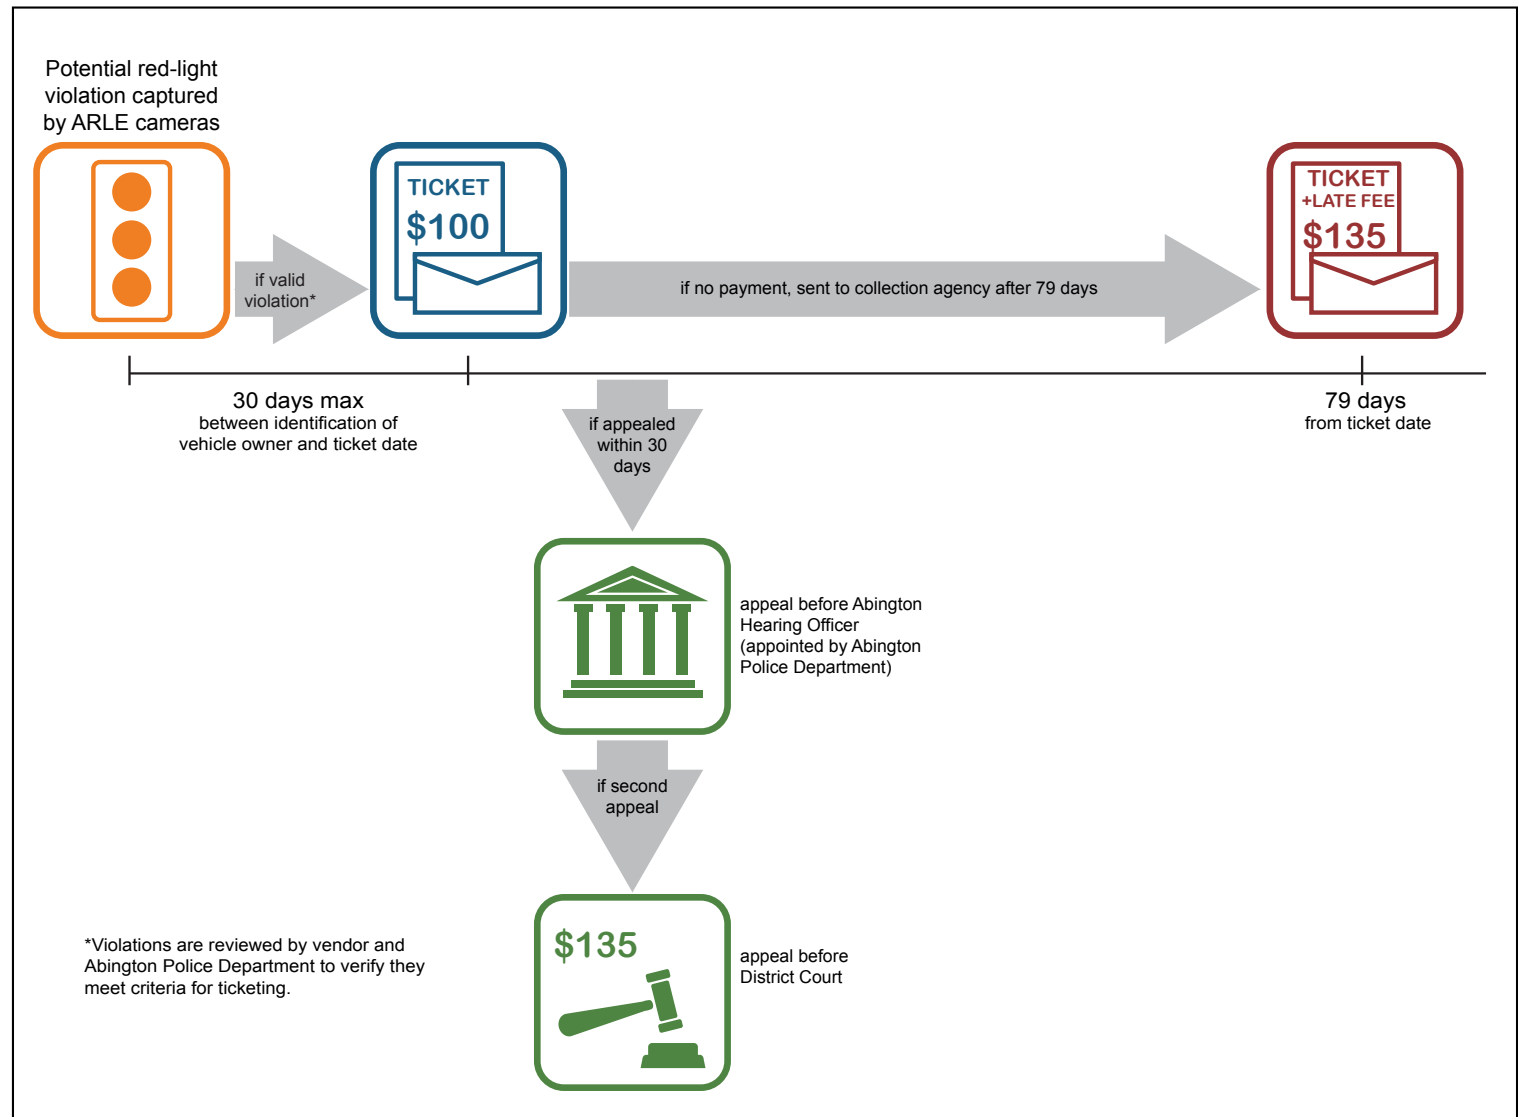 Potential red-light
violation captured
by ARLE cameras
TICKET
$100
TICKET
+LATE FEE
$135
if valid
violation*
if no payment, sent to collection agency after 79 days
30 days max
between identification of
vehicle owner and ticket date
79 days
from ticket date
if appealed
within 30
days
appeal before Abington
Hearing Officer
(appointed by Abington
Police Department)
if second
appeal
$135
appeal before
District Court
*Violations are reviewed by vendor and
Abington Police Department to verify they
meet criteria for ticketing.